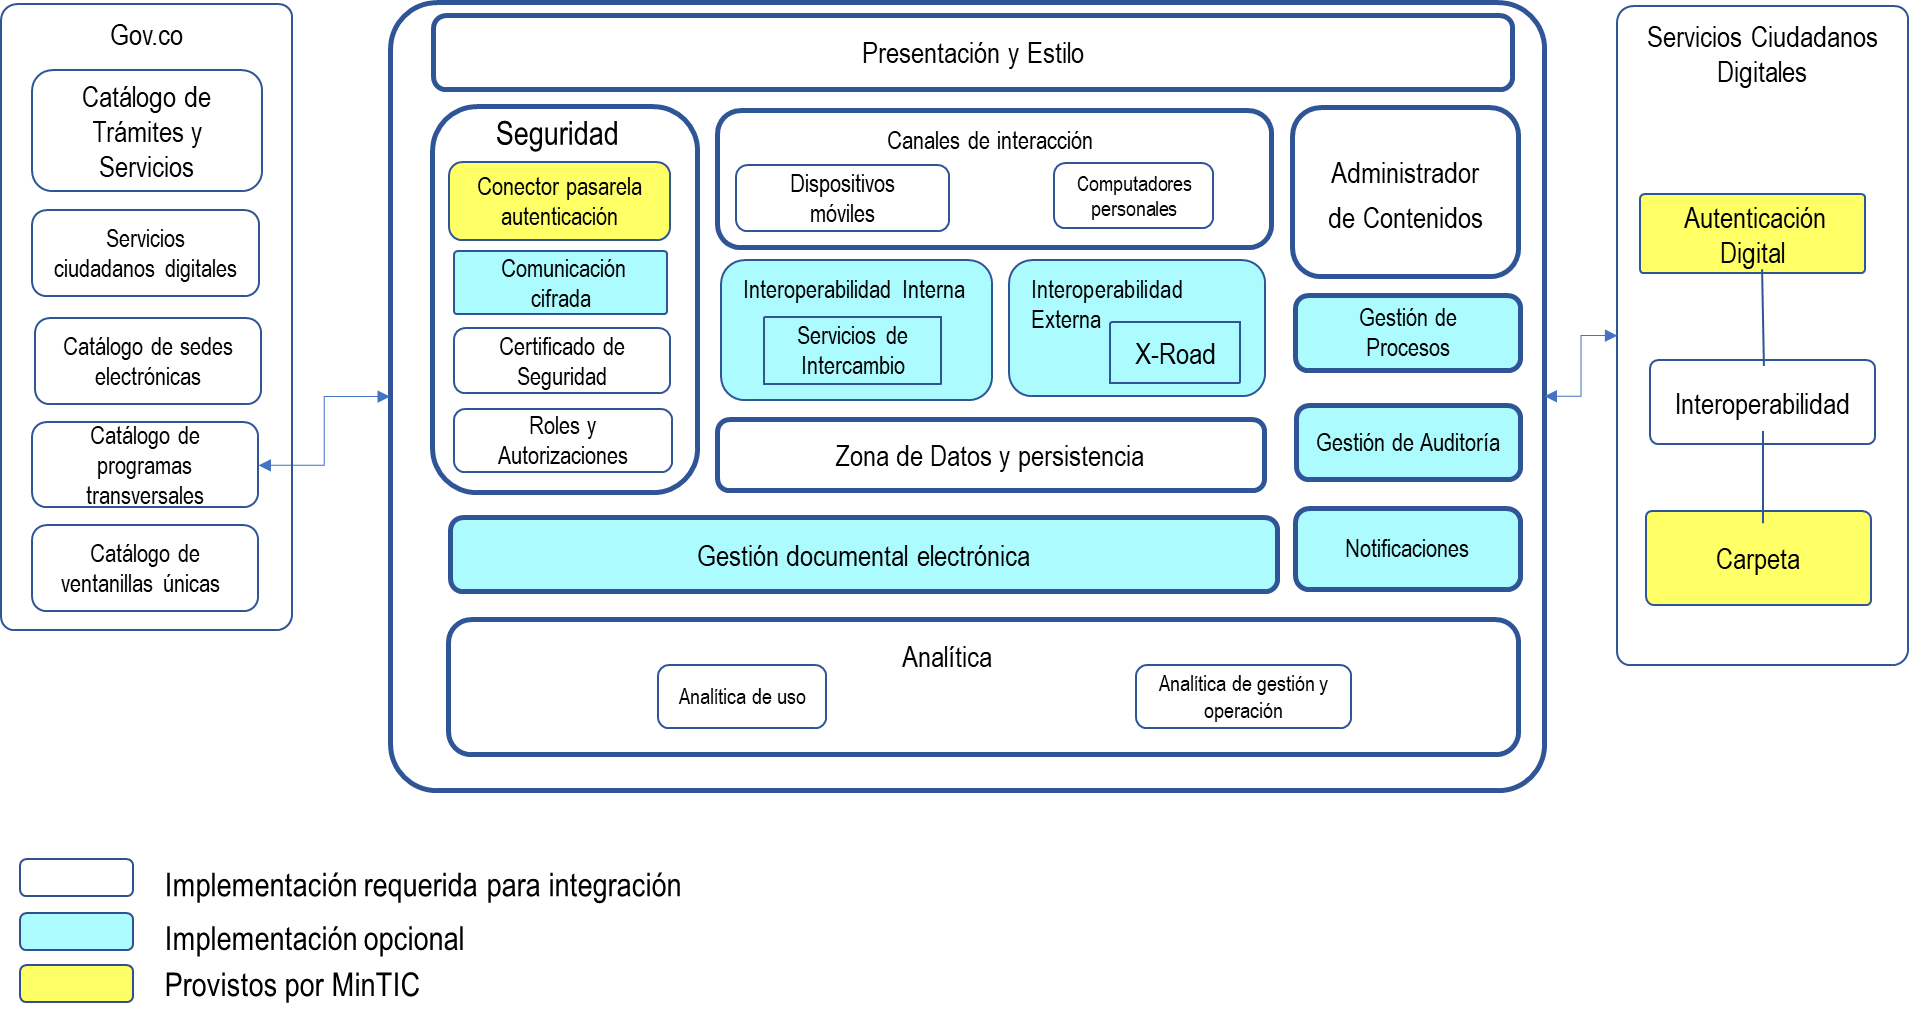 Gov.co
Catálogo de
Trámites y
Servicios
Servicios
ciudadanos digitales
Catálogo de sedes
electrónicas
Catálogo de
programas
transversales
Catálogo de
ventanillas únicas
Presentación y Estilo
Seguridad
Conector pasarela
autenticación
Comunicación
cifrada
Certificado de
Seguridad
Roles y
Autorizaciones
Canales de interacción
Dispositivos
móviles
Computadores
personales
Interoperabilidad Interna
Servicios de
Intercambio
Interoperabilidad
Externa
X-Road
Zona de Datos y persistencia
Administrador
de Contenidos
Gestión de
Procesos
Gestión de Auditoría
Notificaciones
Gestión documental electrónica
Analítica
Analítica de uso
Analítica de gestión y
operación
Servicios Ciudadanos
Digitales
Autenticación
Digital
Interoperabilidad
Carpeta
Implementación requerida para integración
Implementación opcional
Provistos por MinTIC